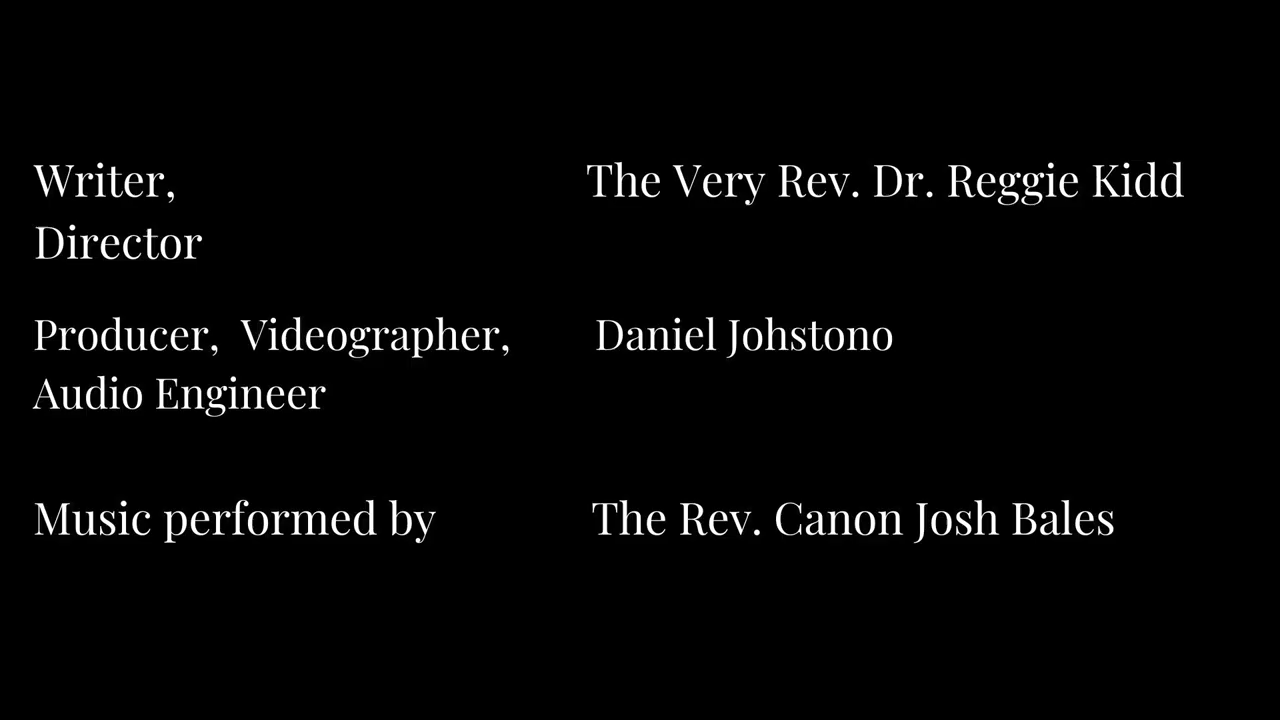 Writer, The Very Rev. Dr. Reggie Kidd
Director
Producer, Videographer, Daniel Johstono
Audio Engineer
Music performed by The Rev. Canon Josh Bales